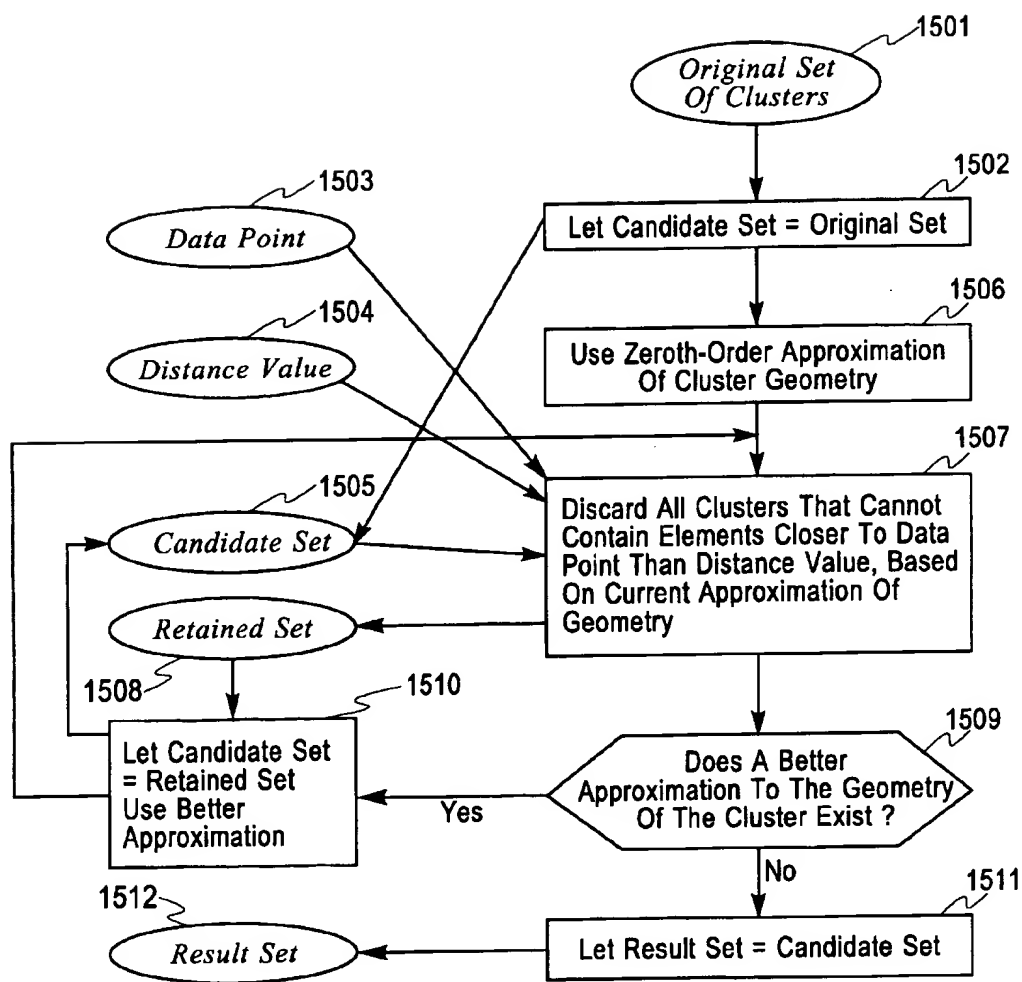 1501
Original Set
Of Clusters
1502
Let Candidate Set = Original Set
1503
Data Point
1504
Distance Value
1506
Use Zeroth-Order Approximation
Of Cluster Geometry
1507
Discard All Clusters That Cannot
Contain Elements Closer To Data
Point Than Distance Value, Based
On Current Approximation Of
Geometry
1505
Candidate Set
Retained Set
1508
1510
Let Candidate Set
= Retained Set
Use Better
Approximation
1509
Does A Better
Approximation To The Geometry
Of The Cluster Exist ?
Yes
No
1511
Let Result Set = Candidate Set
1512
Result Set